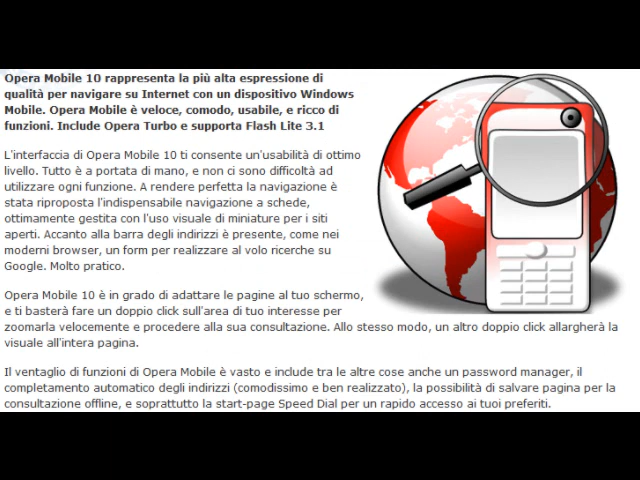 Opera Mobile 10 rappresenta la più alta espressione di
qualità per navigare su Internet con un dispositivo Windows
Mobile. Opera Mobile è veloce, comodo, usabile, e ricco di
funzioni. Include Opera Turbo e supporta Flash Lite 3.1
L'interfaccia di Opera Mobile 10 ti consente un'usabilità di ottimo
livello. Tutto è a portata di mano, e non ci sono difficoltà ad
utilizzare ogni funzione. A rendere perfetta la navigazione è
stata riproposta l'indispensabile navigazione a schede,
ottimamente gestita con l'uso visuale di miniature per i siti
aperti. Accanto alla barra degli indirizzi è presente, come nei
moderni browser, un form per realizzare al volo ricerche su
Google. Molto pratico.
Opera Mobile 10 è in grado di adattare le pagine al tuo schermo,
e ti basterà fare un doppio click sull'area di tuo interesse per
zoomarla velocemente e procedere alla sua consultazione. Allo stesso modo, un altro doppio click allargherà la
visuale all'intera pagina.
Il ventaglio di funzioni di Opera Mobile è vasto e include tra le altre cose anche un password manager, il
completamento automatico degli indirizzi (comodissimo e ben realizzato), la possibilità di salvare pagina per la
consultazione offline, e soprattutto la start-page Speed Dial per un rapido accesso ai tuoi preferiti.